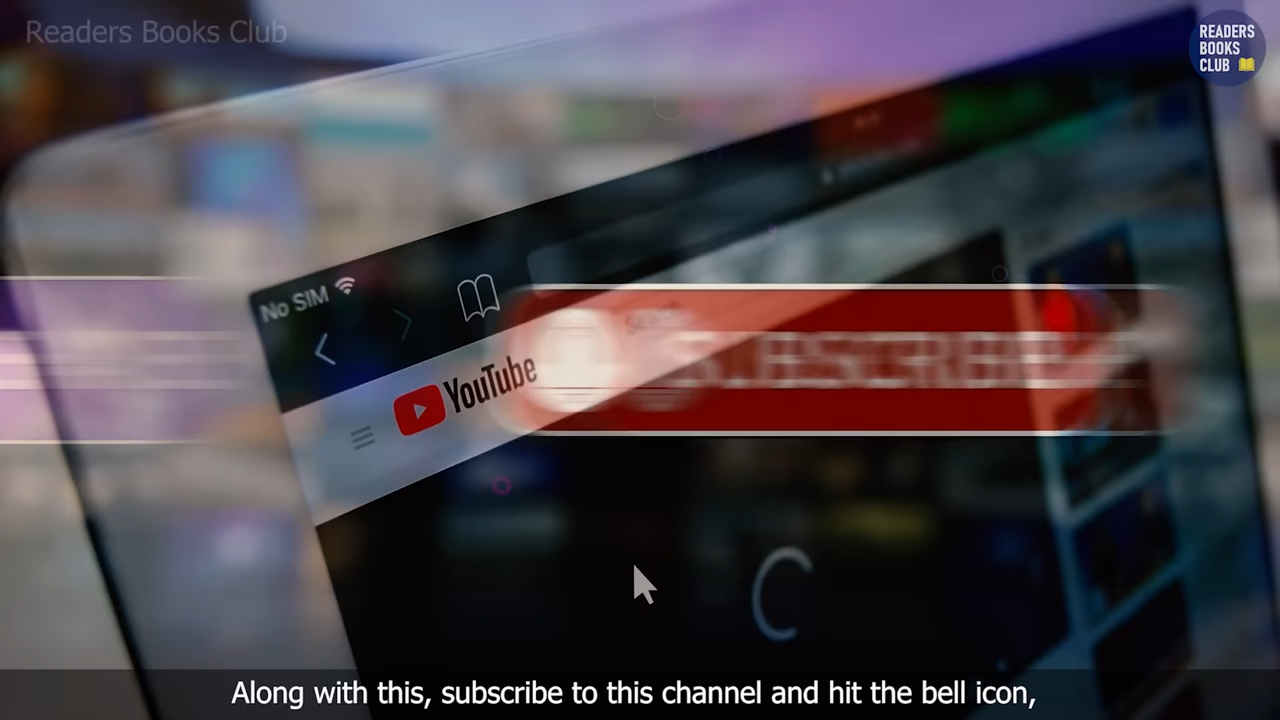 Readers Books Club
READERS
BOOKS
CLUB
No SIM
YouTube
SUBSCRIBE
Along with this, subscribe to this channel and hit the bell icon,